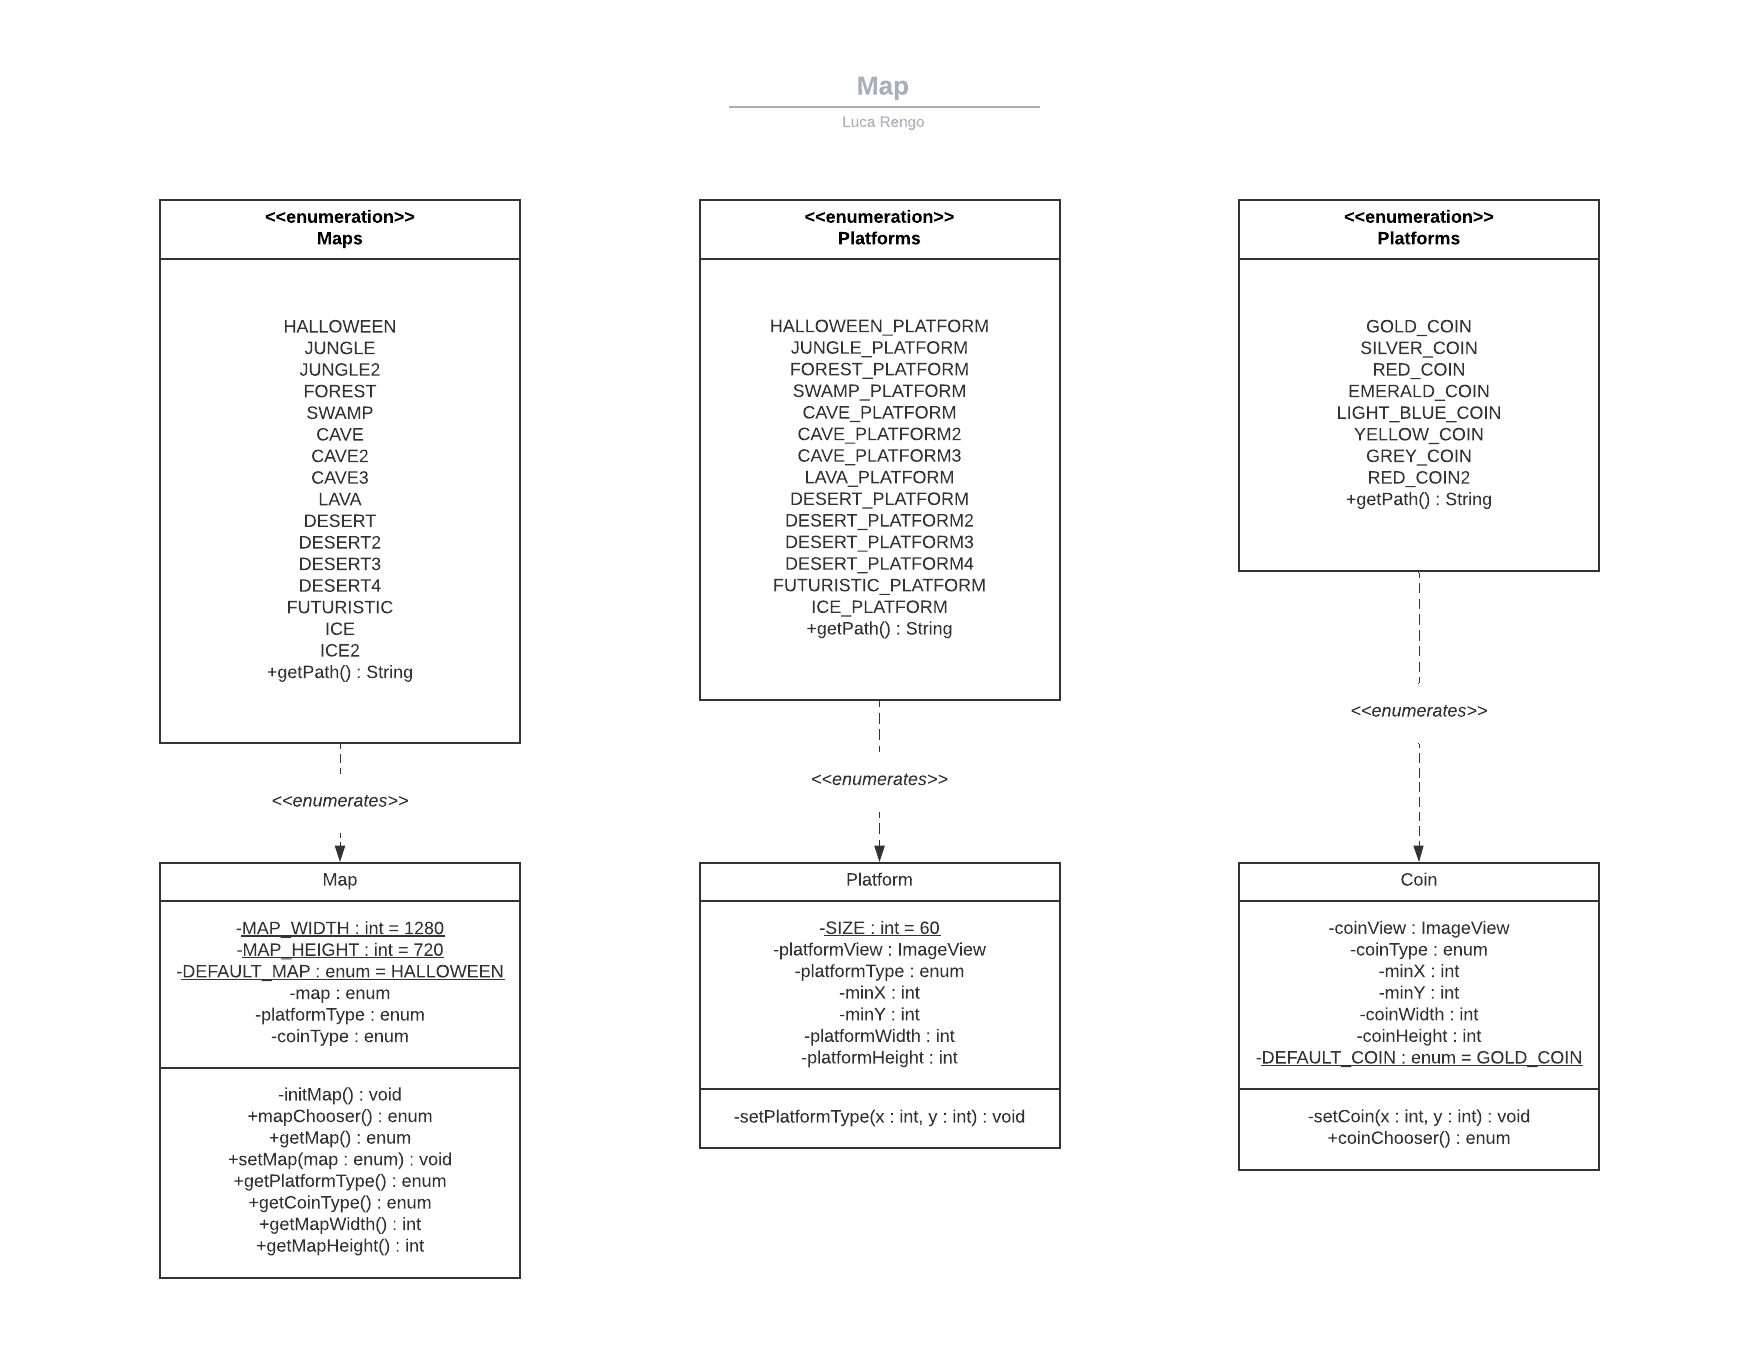 Map
Luca Rengo
<<enumeration>>
Maps
HALLOWEEN
JUNGLE
JUNGLE2
FOREST
SWAMP
CAVE
CAVE2
CAVE3
LAVA
DESERT
DESERT2
DESERT3
DESERT4
FUTURISTIC
ICE
ICE2
+getPath() : String
<<enumerates>>
Map
-MAP_WIDTH : int = 1280
-MAP_HEIGHT : int = 720
-DEFAULT_MAP : enum = HALLOWEEN
-map : enum
-platformType : enum
-coinType : enum
-initMap() : void
+mapChooser() : enum
+getMap() : enum
+setMap(map : enum) : void
+getPlatformType() : enum
+getCoinType() : enum
+getMapWidth() : int
+getMapHeight() : int
<<enumeration>>
Platforms
HALLOWEEN_PLATFORM
JUNGLE_PLATFORM
FOREST_PLATFORM
SWAMP_PLATFORM
CAVE_PLATFORM
CAVE_PLATFORM2
CAVE_PLATFORM3
LAVA_PLATFORM
DESERT_PLATFORM
DESERT_PLATFORM2
DESERT_PLATFORM3
DESERT_PLATFORM4
FUTURISTIC_PLATFORM
ICE_PLATFORM
+getPath() : String
<<enumerates>>
Platform
-SIZE : int = 60
-platformView : ImageView
-platformType : enum
-minX : int
-minY : int
-platformWidth : int
-platformHeight : int
-setPlatformType(x : int, y : int) : void
<<enumeration>>
Platforms
GOLD_COIN
SILVER_COIN
RED_COIN
EMERALD_COIN
LIGHT_BLUE_COIN
YELLOW_COIN
GREY_COIN
RED_COIN2
+getPath() : String
<<enumerates>>
Coin
-coinView : ImageView
-coinType : enum
-minX : int
-minY : int
-coinWidth : int
-coinHeight : int
-DEFAULT_COIN : enum = GOLD_COIN
-setCoin(x : int, y : int) : void
+coinChooser() : enum